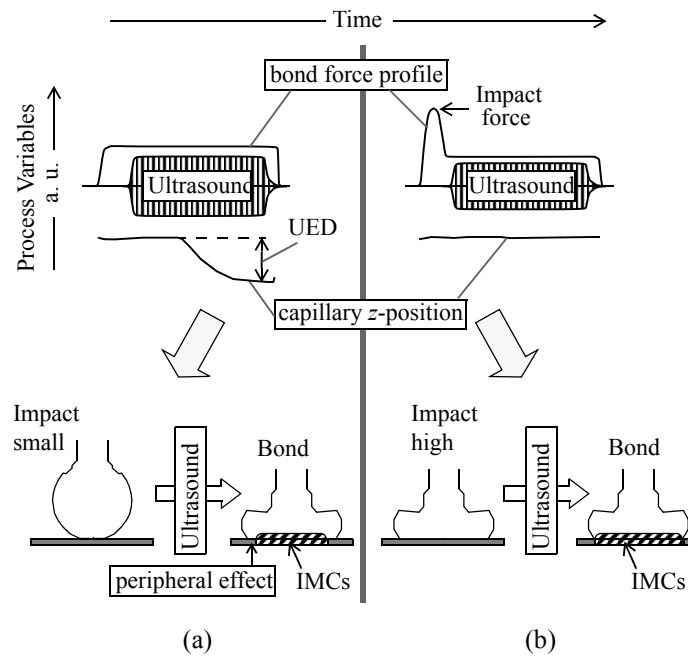 Time
bond force profile
Impact
force
Process Variables
a. u.
Ultrasound
Ultrasound
UED
capillary z-position
Impact
small
Ultrasound
Bond
peripheral effect
IMCs
Impact
high
Ultrasound
Bond
IMCs
(a)
(b)